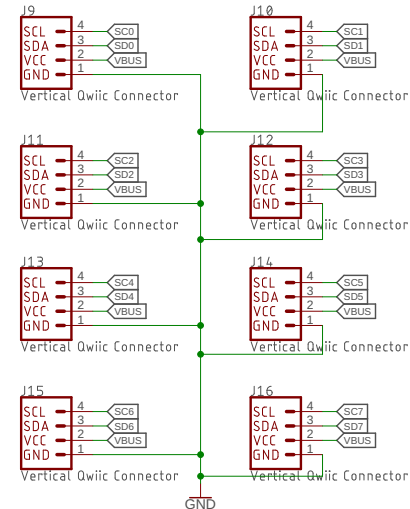 J9
SCL 4 SC0
SDA 3 SD0
VCC 2 VBUS
GND 1
Vertical Qwiic Connector
J10
SCL 4 SC1
SDA 3 SD1
VCC 2 VBUS
GND 1
Vertical Qwiic Connector
J11
SCL 4 SC2
SDA 3 SD2
VCC 2 VBUS
GND 1
Vertical Qwiic Connector
J12
SCL 4 SC3
SDA 3 SD3
VCC 2 VBUS
GND 1
Vertical Qwiic Connector
J13
SCL 4 SC4
SDA 3 SD4
VCC 2 VBUS
GND 1
Vertical Qwiic Connector
J14
SCL 4 SC5
SDA 3 SD5
VCC 2 VBUS
GND 1
Vertical Qwiic Connector
J15
SCL 4 SC6
SDA 3 SD6
VCC 2 VBUS
GND 1
Vertical Qwiic Connector
J16
SCL 4 SC7
SDA 3 SD7
VCC 2 VBUS
GND 1
Vertical Qwiic Connector
GND